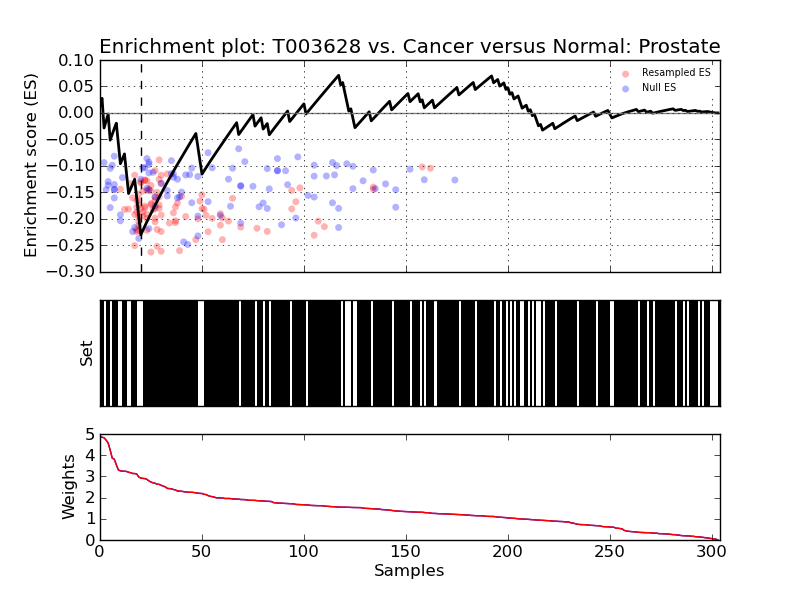 Enrichment plot: T003628 vs. Cancer versus Normal: Prostate
Enrichment score (ES)
0.10
0.05
0.00
−0.05
−0.10
−0.15
−0.20
−0.25
−0.30
Resampled ES
Null ES
Set
Weights
5
4
3
2
1
0
0 50 100 150 200 250 300
Samples